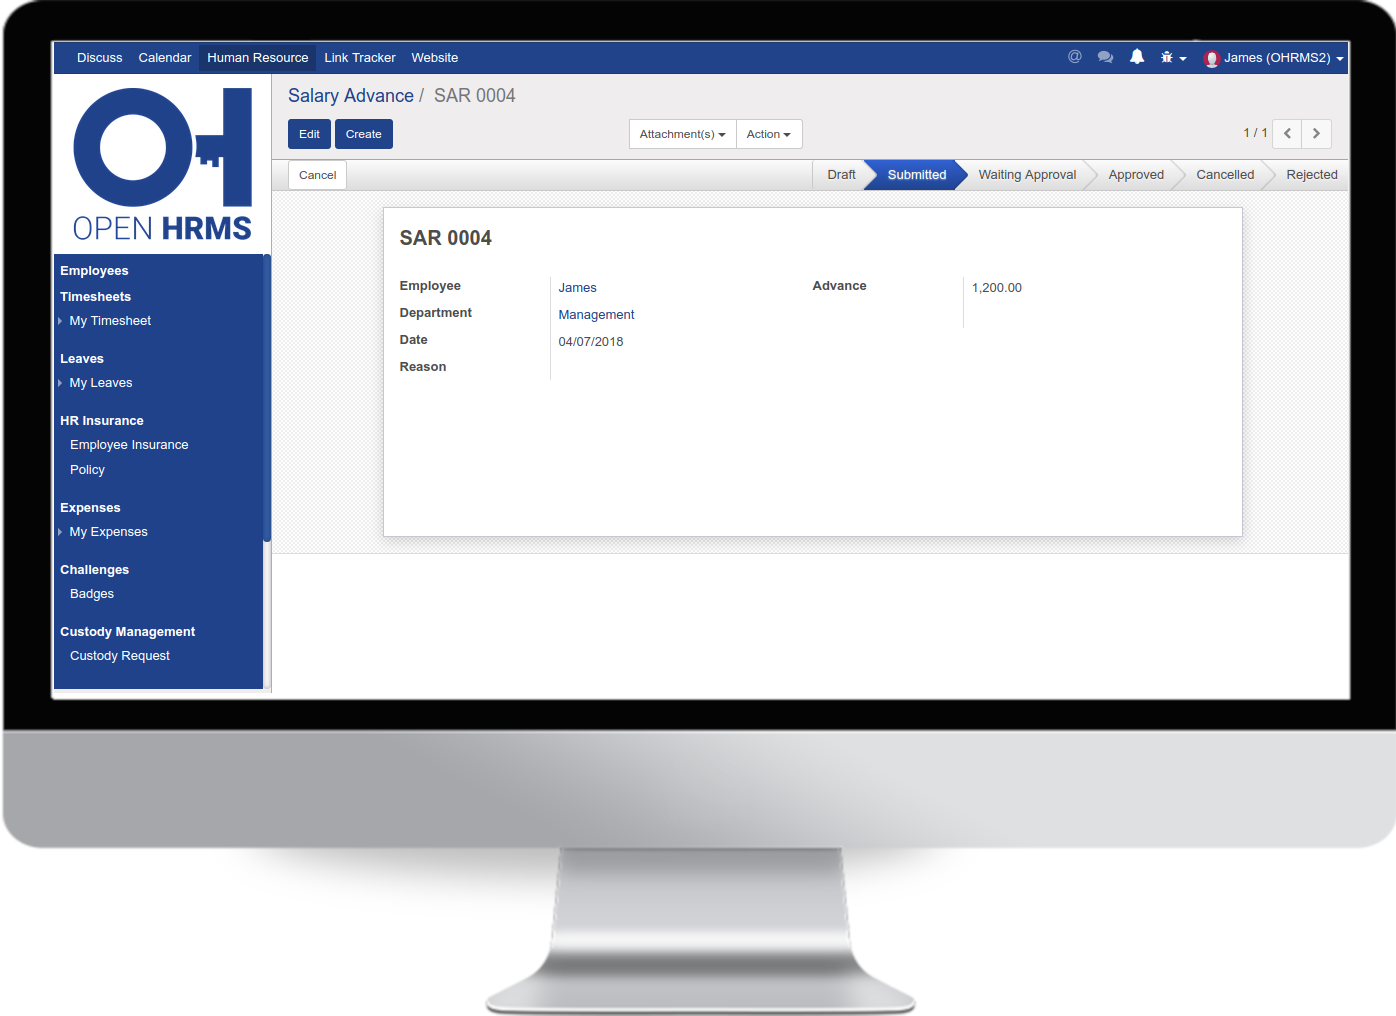 Discuss Calendar Human Resource Link Tracker Website @ James (OHRMS2)
OPEN HRMS
Salary Advance / SAR 0004
Edit Create Attachment(s) Action 1 / 1
Cancel Draft Submitted Waiting Approval Approved Cancelled Rejected
Employees
Timesheets
My Timesheet
Leaves
My Leaves
HR Insurance
Employee Insurance
Policy
Expenses
My Expenses
Challenges
Badges
Custody Management
Custody Request
SAR 0004
Employee James Advance 1,200.00
Department Management
Date 04/07/2018
Reason